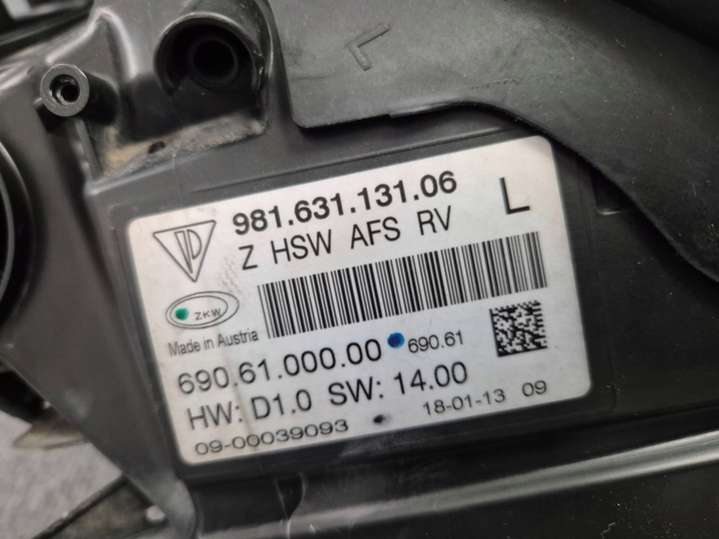 981.631.131.06
L
Z HSW AFS RV
ZKW
Made in Austria
690.61.000.00 690.61
HW: D1.0 SW: 14.00
09-00039093 18-01-13 09